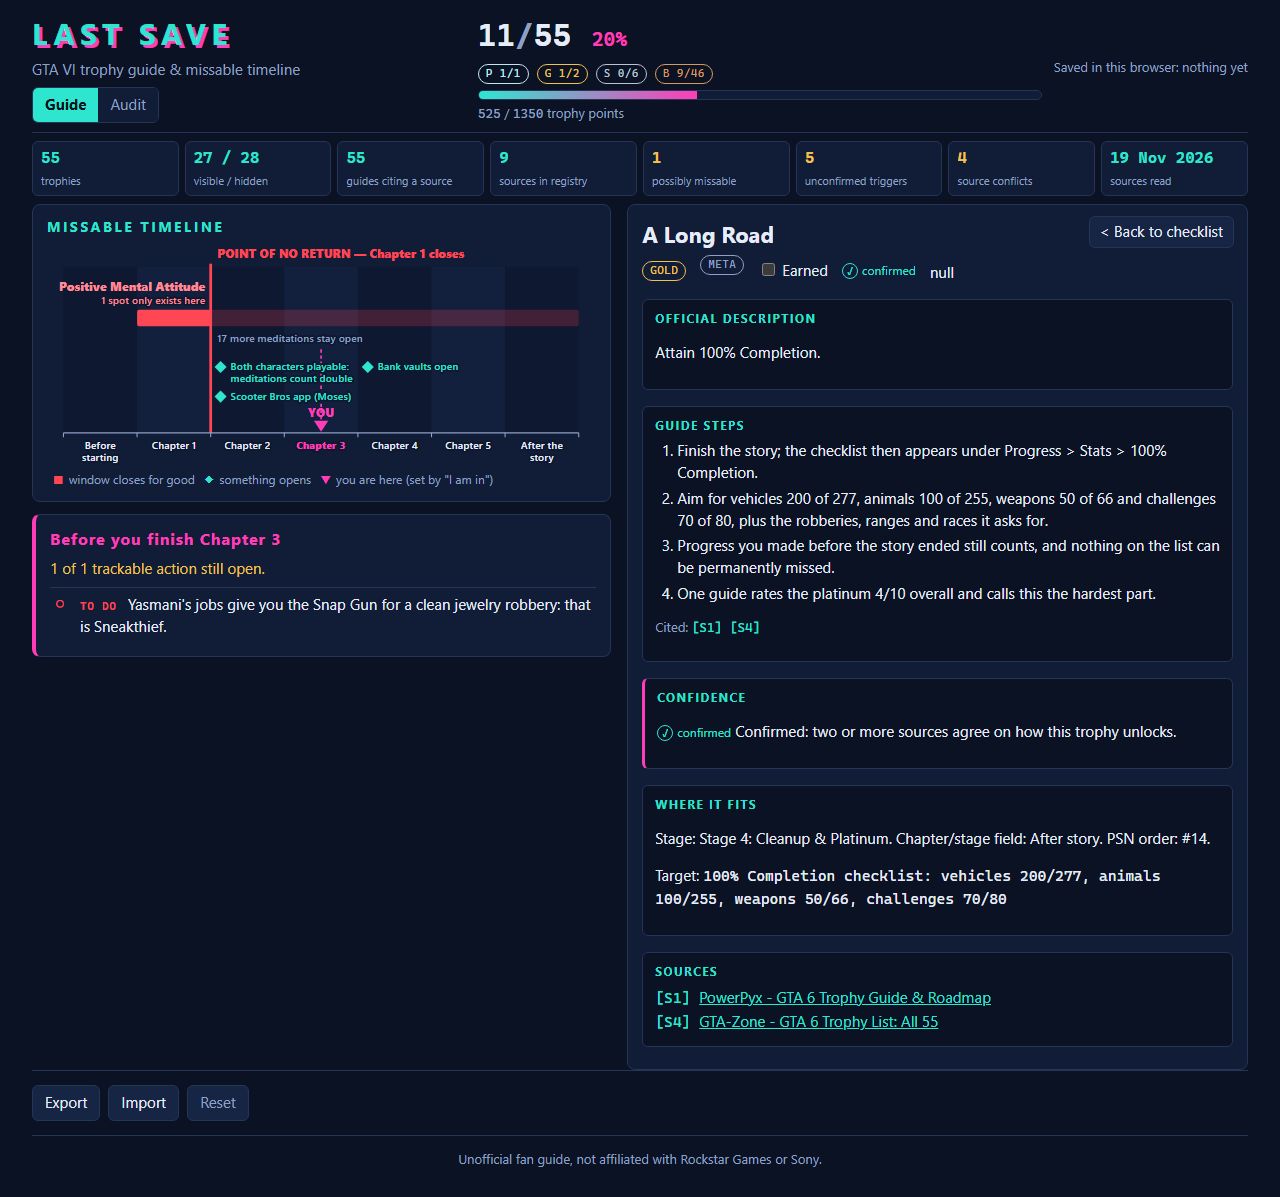 LAST SAVE
GTA VI trophy guide & missable timeline
Guide
Audit
11/55 20%
P 1/1
G 1/2
S 0/6
B 9/46
525 / 1350 trophy points
Saved in this browser: nothing yet
55
trophies
27 / 28
visible / hidden
55
guides citing a source
9
sources in registry
1
possibly missable
5
unconfirmed triggers
4
source conflicts
19 Nov 2026
sources read
MISSABLE TIMELINE
POINT OF NO RETURN — Chapter 1 closes
Positive Mental Attitude
1 spot only exists here
17 more meditations stay open
Both characters playable:
meditations count double
Bank vaults open
Scooter Bros app (Moses)
YOU
Before
starting
Chapter 1
Chapter 2
Chapter 3
Chapter 4
Chapter 5
After the
story
window closes for good
something opens
you are here (set by "I am in")
Before you finish Chapter 3
1 of 1 trackable action still open.
TO DO Yasmani's jobs give you the Snap Gun for a clean jewelry robbery: that
is Sneakthief.
A Long Road
< Back to checklist
GOLD
META
Earned
confirmed
null
OFFICIAL DESCRIPTION
Attain 100% Completion.
GUIDE STEPS
1. Finish the story; the checklist then appears under Progress > Stats > 100%
Completion.
2. Aim for vehicles 200 of 277, animals 100 of 255, weapons 50 of 66 and challenges
70 of 80, plus the robberies, ranges and races it asks for.
3. Progress you made before the story ended still counts, and nothing on the list can
be permanently missed.
4. One guide rates the platinum 4/10 overall and calls this the hardest part.
Cited: [S1] [S4]
CONFIDENCE
confirmed Confirmed: two or more sources agree on how this trophy unlocks.
WHERE IT FITS
Stage: Stage 4: Cleanup & Platinum. Chapter/stage field: After story. PSN order: #14.
Target: 100% Completion checklist: vehicles 200/277, animals
100/255, weapons 50/66, challenges 70/80
SOURCES
[S1] PowerPyx - GTA 6 Trophy Guide & Roadmap
[S4] GTA-Zone - GTA 6 Trophy List: All 55
Export
Import
Reset
Unofficial fan guide, not affiliated with Rockstar Games or Sony.